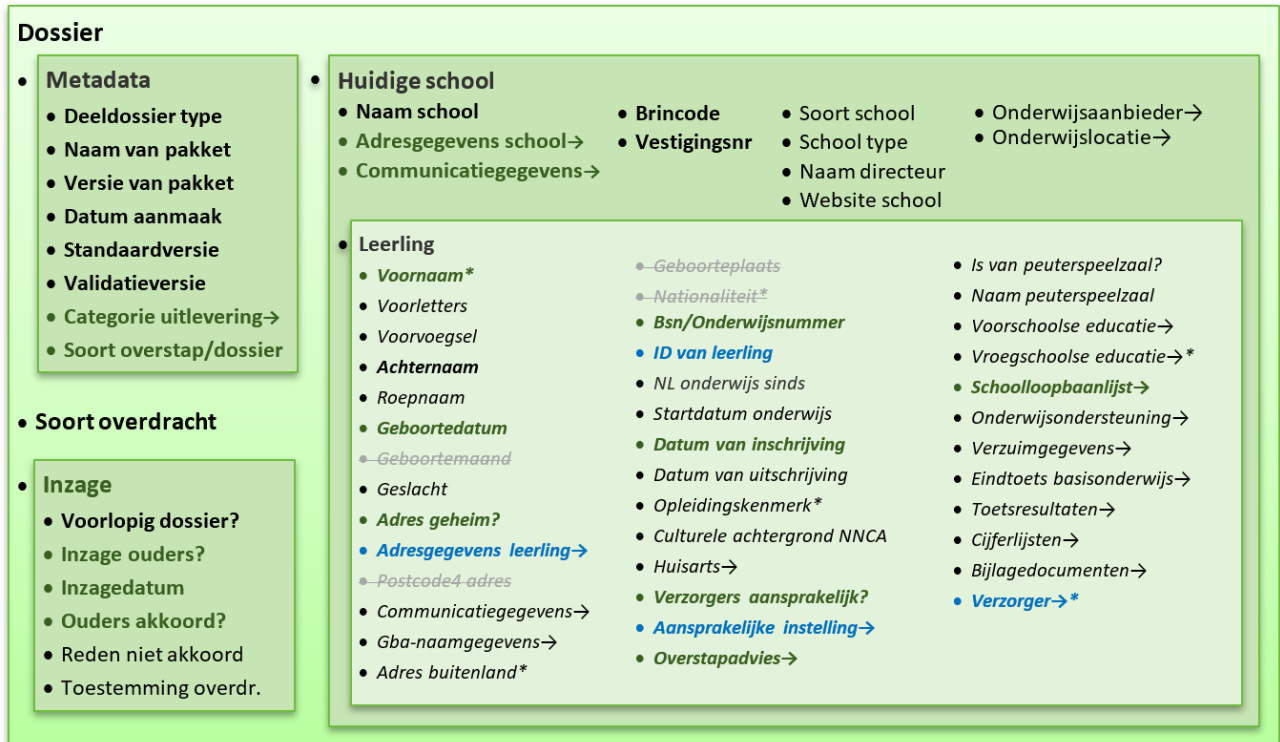 Dossier
Metadata
• Deeldossier type
• Naam van pakket
• Versie van pakket
• Datum aanmaak
• Standaardversie
• Validatieversie
• Categorie uitlevering→
• Soort overstap/dossier
• Soort overdracht
Inzage
• Voorlopig dossier?
• Inzage ouders?
• Inzagedatum
• Ouders akkoord?
• Reden niet akkoord
• Toestemming overdr.
Huidige school
• Naam school
• Adresgegevens school→
• Communicatiegegevens→
• Brincode
• Vestigingsnr
• Soort school
• School type
• Naam directeur
• Website school
• Onderwijsaanbieder→
• Onderwijslocatie→
Leerling
• Voornaam*
• Voorletters
• Voorvoegsel
• Achternaam
• Roepnaam
• Geboortedatum
• Geboortemaand
• Geslacht
• Adres geheim?
• Adresgegevens leerling→
• Postcode4 adres
• Communicatiegegevens→
• Gba-naamgegevens→
• Adres buitenland*
• Geboorteplaats
• Nationaliteit*
• Bsn/Onderwijsnummer
• ID van leerling
• NL onderwijs sinds
• Startdatum onderwijs
• Datum van inschrijving
• Datum van uitschrijving
• Opleidingskenmerk*
• Culturele achtergrond NNCA
• Huisarts→
• Verzorgers aansprakelijk?
• Aansprakelijke instelling→
• Overstapadvies→
• Is van peuterspeelzaal?
• Naam peuterspeelzaal
• Voorschoolse educatie→
• Vroegschoolse educatie→*
• Schoolloopbaanlijst→
• Onderwijsondersteuning→
• Verzuimgegevens→
• Eindtoets basisonderwijs→
• Toetsresultaten→
• Cijferlijsten→
• Bijlagedocumenten→
• Verzorger→*